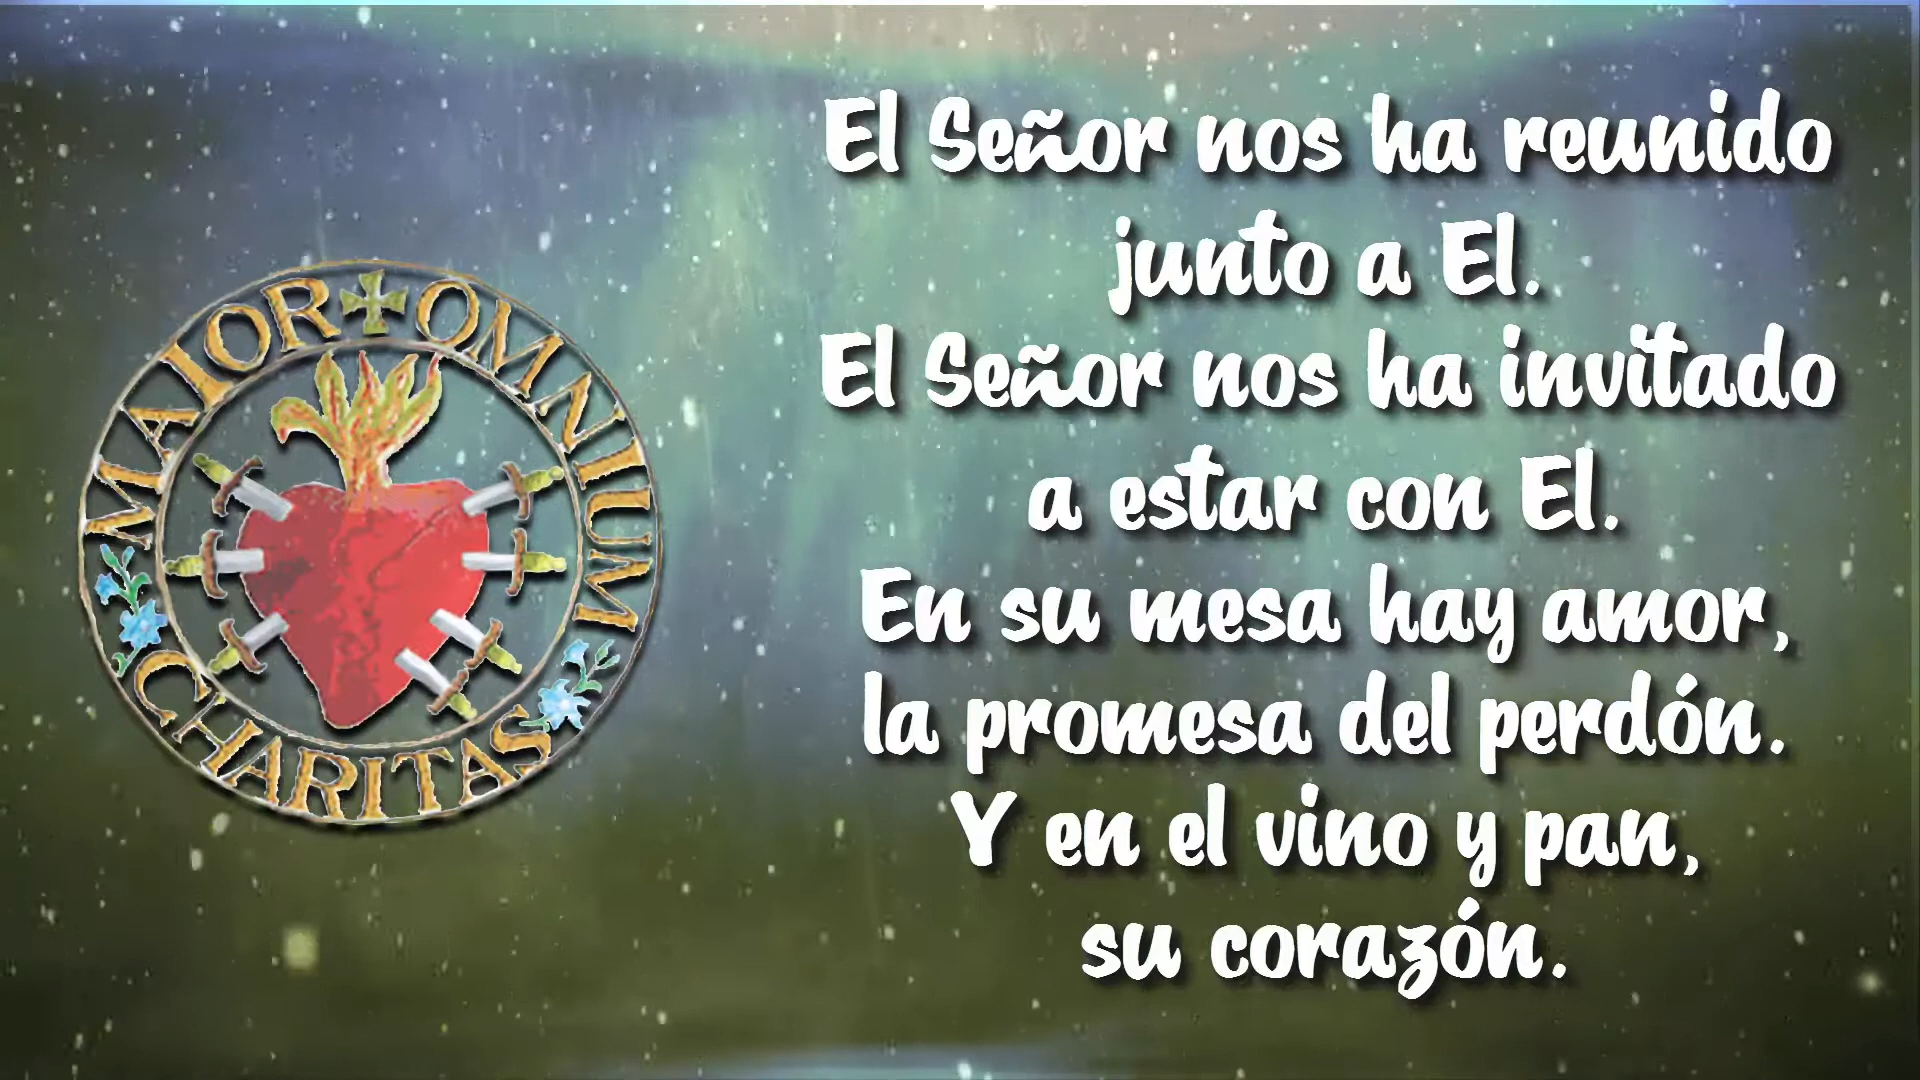 MAIOR OMNIUM CHARITAS
El Señor nos ha reunido
junto a El.
El Señor nos ha invitado
a estar con El.
En su mesa hay amor,
la promesa del perdón.
Y en el vino y pan,
su corazón.